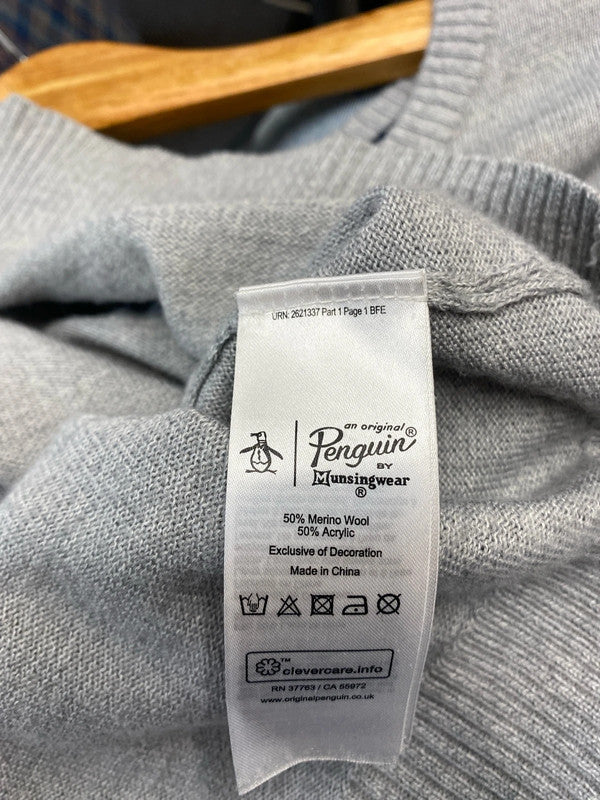 URN: 2621337 Part 1 Page 1 BFE
an original
Penguin®
BY
Munsingwear
®
50% Merino Wool
50% Acrylic
Exclusive of Decoration
Made in China
™
clevercare.info
RN 37763 / CA 55972
www.originalpenguin.co.uk